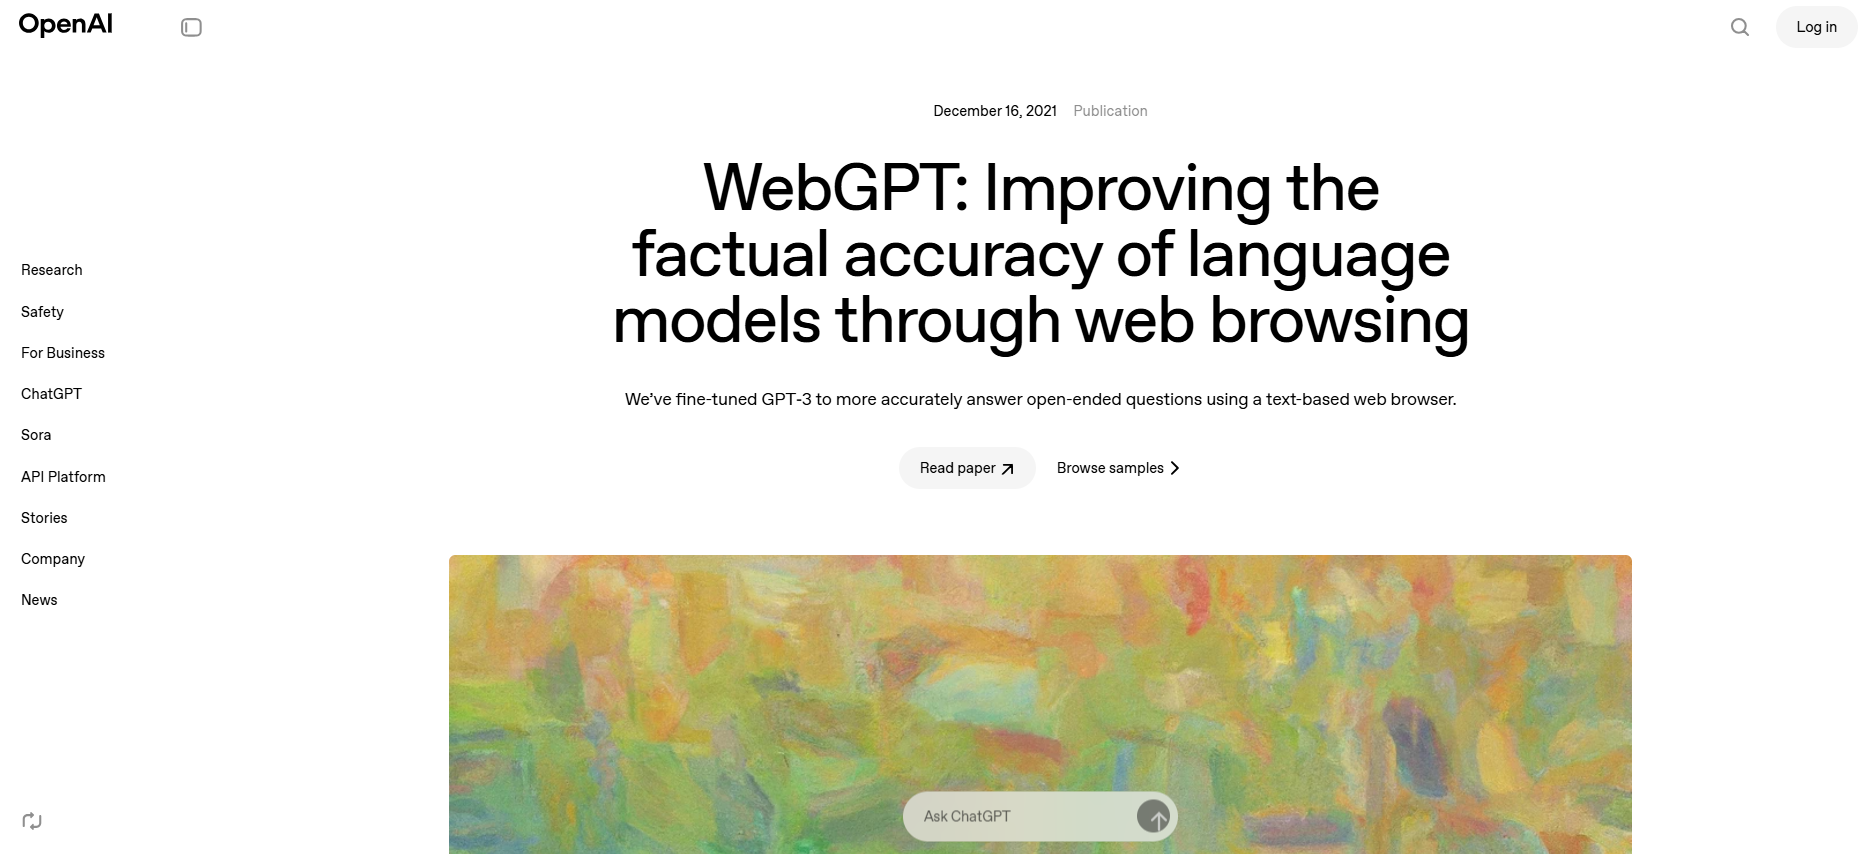 OpenAI
Log in
December 16, 2021 Publication
WebGPT: Improving the
factual accuracy of language
models through web browsing
We’ve fine-tuned GPT-3 to more accurately answer open-ended questions using a text-based web browser.
Read paper
Browse samples
Research
Safety
For Business
ChatGPT
Sora
API Platform
Stories
Company
News
Ask ChatGPT